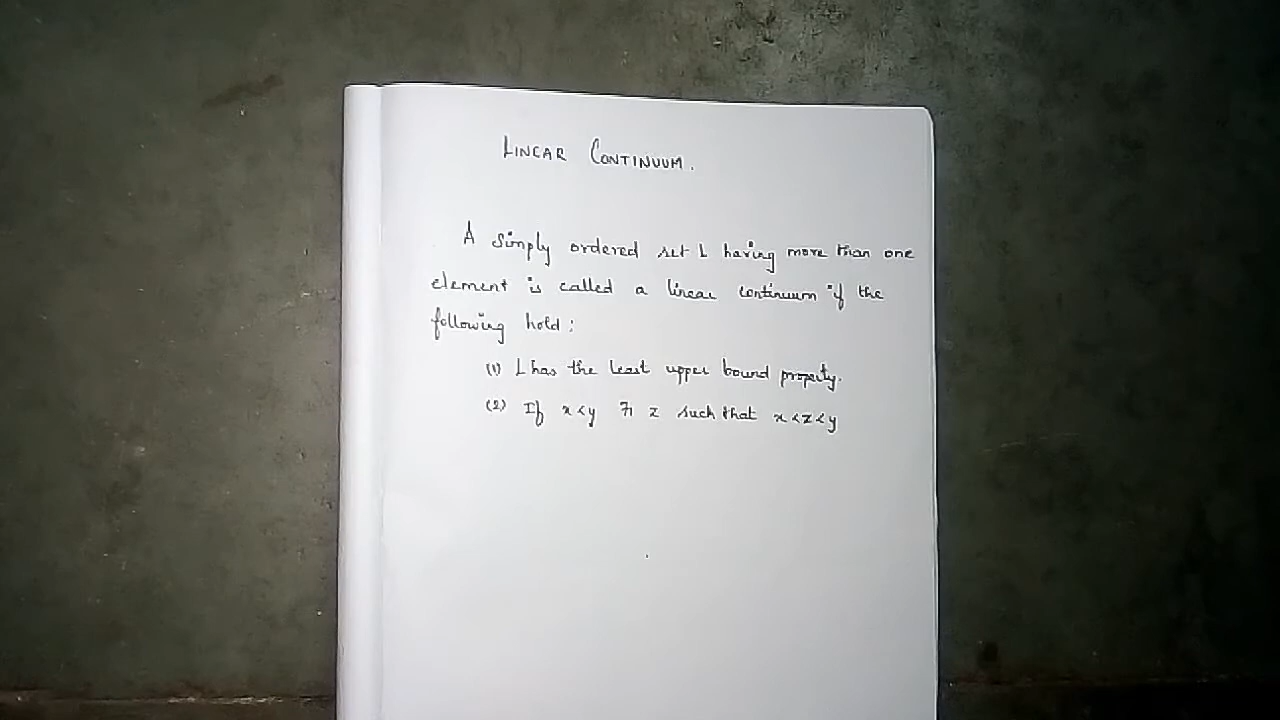 LINEAR CONTINUUM.
A simply ordered set L having more than one
element is called a linear continuum if the
following hold:
(1) L has the least upper bound property.
(2) If x<y ∃ z such that x<z<y